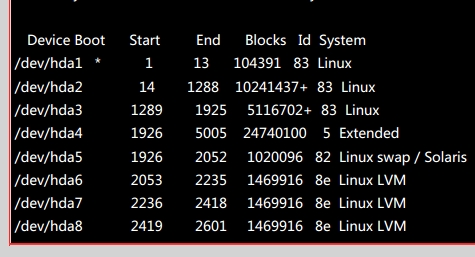 Device Boot Start End Blocks Id System
/dev/hda1 * 1 13 104391 83 Linux
/dev/hda2 14 1288 10241437+ 83 Linux
/dev/hda3 1289 1925 5116702+ 83 Linux
/dev/hda4 1926 5005 24740100 5 Extended
/dev/hda5 1926 2052 1020096 82 Linux swap / Solaris
/dev/hda6 2053 2235 1469916 8e Linux LVM
/dev/hda7 2236 2418 1469916 8e Linux LVM
/dev/hda8 2419 2601 1469916 8e Linux LVM